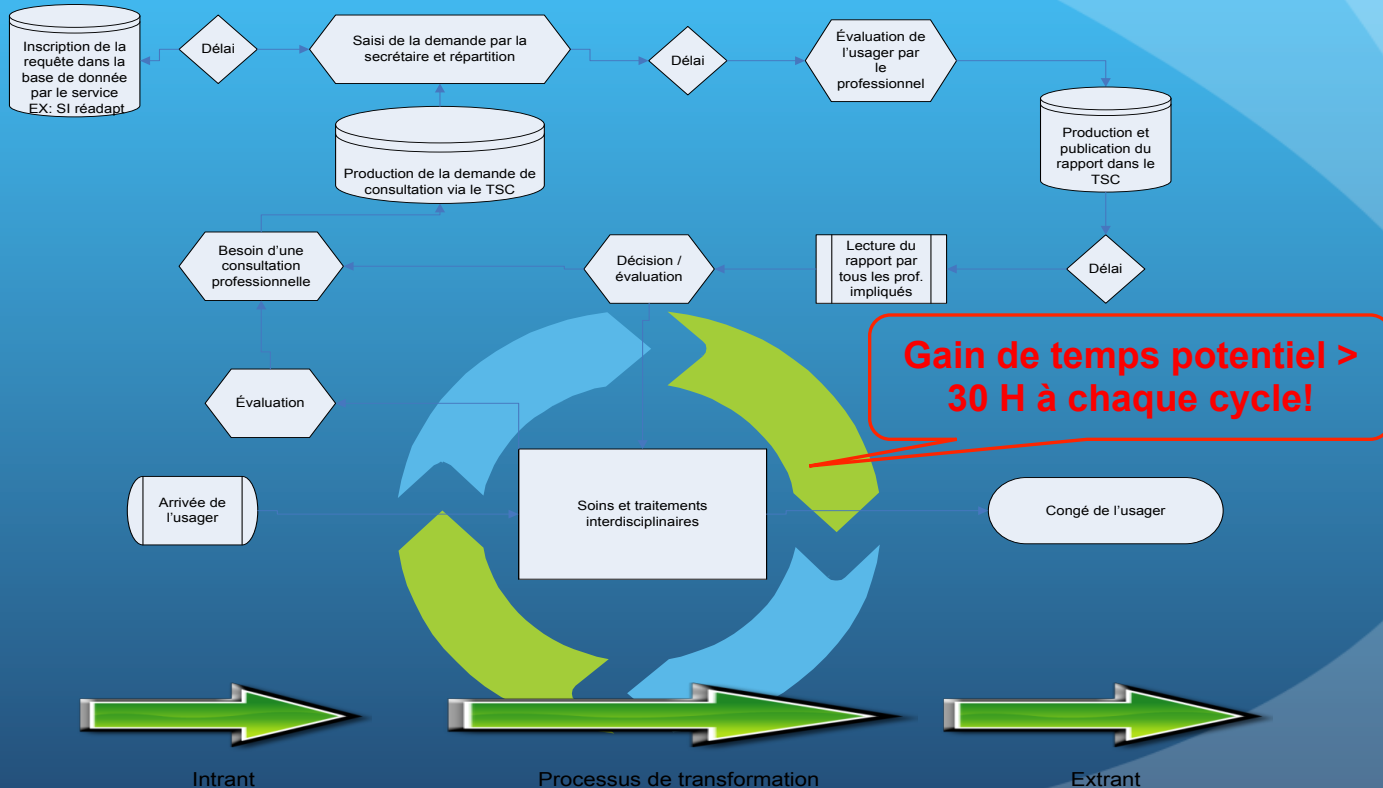 Inscription de la
requête dans la
base de donnée
par le service
EX: SI réadapt
Délai
Saisi de la demande par la
secrétaire et répartition
Délai
Évaluation de
l'usager par
le
professionnel
Production de la demande de
consultation via le TSC
Production et
publication du
rapport dans le
TSC
Besoin d'une
consultation
professionnelle
Décision /
évaluation
Lecture du
rapport par
tous les prof.
impliqués
Délai
Gain de temps potentiel >
30 H à chaque cycle!
Évaluation
Arrivée de
l'usager
Soins et traitements
interdisciplinaires
Congé de l'usager
Intrant
Processus de transformation
Extrant